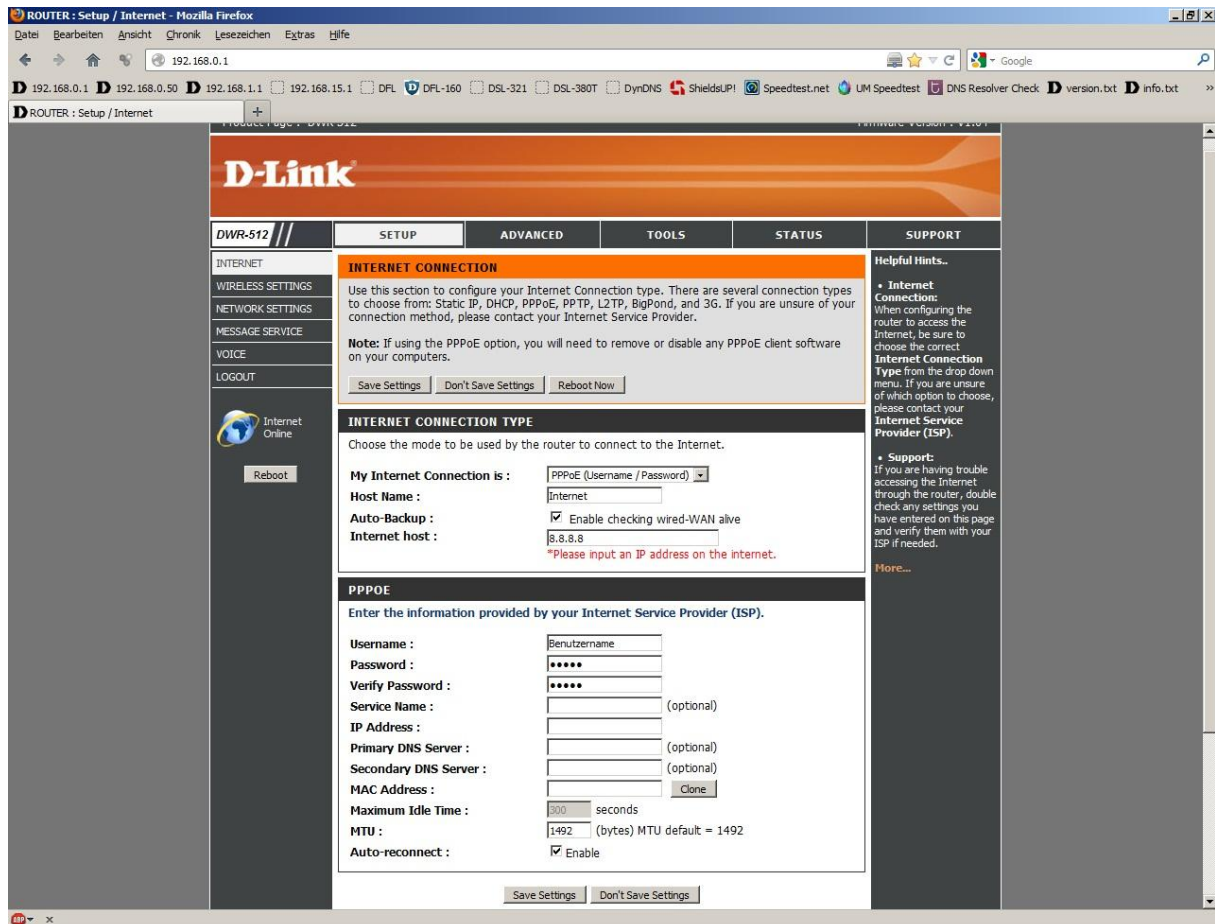 ROUTER : Setup / Internet - Mozilla Firefox
Datei Bearbeiten Ansicht Chronik Lesezeichen Extras Hilfe
192.168.0.1
Google
192.168.0.1 192.168.0.50 192.168.1.1 192.168.15.1 DFL DFL-160 DSL-321 DSL-380T DynDNS ShieldsUP! Speedtest.net UM Speedtest DNS Resolver Check version.txt info.txt »
ROUTER : Setup / Internet +
Product Page : DWR-512 Firmware Version : V1.04
D-Link
DWR-512 // SETUP ADVANCED TOOLS STATUS SUPPORT
INTERNET
WIRELESS SETTINGS
NETWORK SETTINGS
MESSAGE SERVICE
VOICE
LOGOUT
Internet
Online
Reboot
INTERNET CONNECTION
Use this section to configure your Internet Connection type. There are several connection types
to choose from: Static IP, DHCP, PPPoE, PPTP, L2TP, BigPond, and 3G. If you are unsure of your
connection method, please contact your Internet Service Provider.
Note: If using the PPPoE option, you will need to remove or disable any PPPoE client software
on your computers.
Save Settings Don't Save Settings Reboot Now
INTERNET CONNECTION TYPE
Choose the mode to be used by the router to connect to the Internet.
My Internet Connection is : PPPoE (Username / Password)
Host Name : Internet
Auto-Backup : Enable checking wired-WAN alive
Internet host : 8.8.8.8
*Please input an IP address on the internet.
PPPOE
Enter the information provided by your Internet Service Provider (ISP).
Username : Benutzername
Password : •••••
Verify Password : •••••
Service Name : (optional)
IP Address :
Primary DNS Server : (optional)
Secondary DNS Server : (optional)
MAC Address : Clone
Maximum Idle Time : 300 seconds
MTU : 1492 (bytes) MTU default = 1492
Auto-reconnect : Enable
Save Settings Don't Save Settings
Helpful Hints..
• Internet
Connection:
When configuring the
router to access the
Internet, be sure to
choose the correct
Internet Connection
Type from the drop down
menu. If you are unsure
of which option to choose,
please contact your
Internet Service
Provider (ISP).
• Support:
If you are having trouble
accessing the Internet
through the router, double
check any settings you
have entered on this page
and verify them with your
ISP if needed.
More...
ABP x